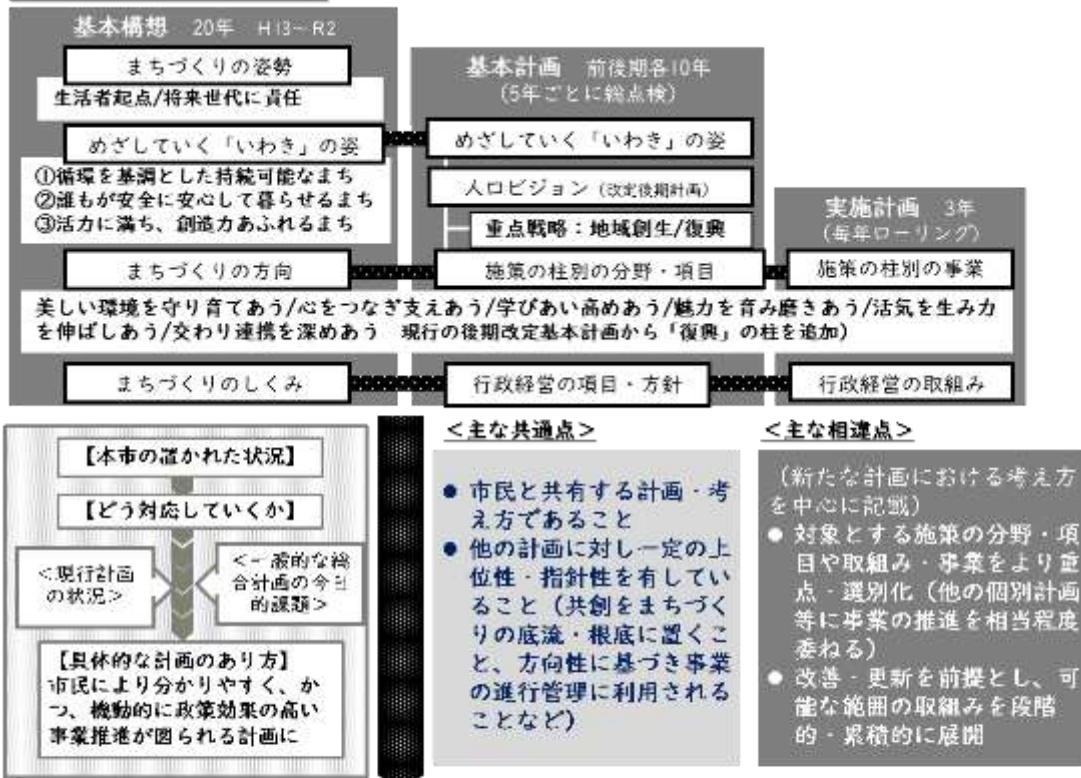 基本構想 20年 H13~R2
まちづくりの姿勢
生活者起点/将来世代に責任
めざしていく「いわき」の姿
①循環を基調とした持続可能なまち
②誰もが安全に安心して暮らせるまち
③活力に満ち、創造力あふれるまち
まちづくりの方向
基本計画 前後期各10年
(5年ごとに総点検)
めざしていく「いわき」の姿
人口ビジョン(改定後期計画)
重点戦略:地域創生/復興
施策の柱別の分野・項目
実施計画 3年
(毎年ローリング)
施策の柱別の事業
美しい環境を守り育てあう/心をつなぎ支えあう/学びあい高めあう/魅力を育み磨きあう/活気を生み力
を伸ばしあう/交わり連携を深めあう 現行の後期改定基本計画から「復興」の柱を追加)
まちづくりのしくみ
行政経営の項目・方針
行政経営の取組み
【本市の置かれた状況】
【どう対応していくか】
<現行計画
の状況>
<一般的な総
合計画の今日
的課題>
【具体的な計画のあり方】
市民により分かりやすく、か
つ、機動的に政策効果の高い
事業推進が図られる計画に
<主な共通点>
● 市民と共有する計画・考
え方であること
● 他の計画に対し一定の上
位性・指針性を有してい
ること(共創をまちづく
りの底流・根底に置くこ
と、方向性に基づき事業
の進行管理に利用される
ことなど)
<主な相違点>
(新たな計画における考え方
を中心に記載)
● 対象とする施策の分野・項
目や取組み・事業をより重
点・選別化(他の個別計画
等に事業の推進を相当程度
委ねる)
● 改善・更新を前提とし、可
能な範囲の取組みを段階
的・累積的に展開